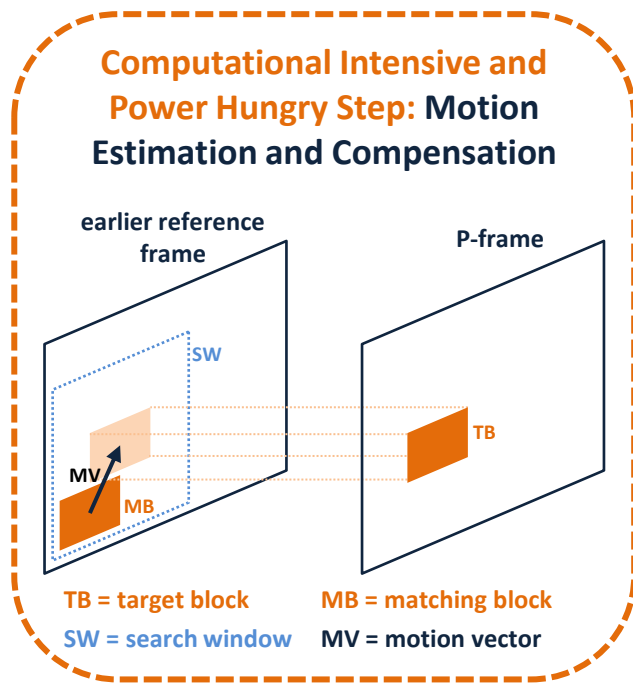 Computational Intensive and
Power Hungry Step: Motion
Estimation and Compensation
earlier reference
frame
P-frame
SW
TB
MV
MB
TB = target block
MB = matching block
SW = search window
MV = motion vector